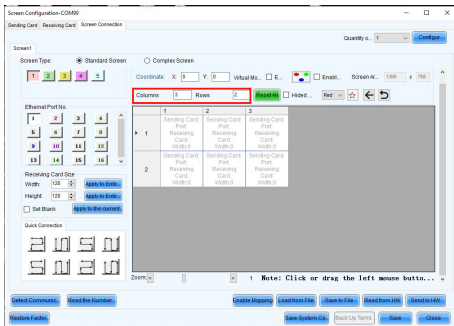 Screen Configuration-COM99
Sending Card Receiving Card Screen Connection
Quantity o... 1 Configur
Screen1
Screen Type: Standard Screen Complex Screen
1 2 3 4 5
Coordinate: X: 0 Y: 0 Virtual Mo... E... Enabl... Screen Ar... 1366 x 768
Columns 3 Rows 2 Reset All Hided... Red
Ethernet Port No.
1 2 3 4
5 6 7 8
9 10 11 12
13 14 15 16
1 2 3
1
Sending Card: Sending Card: Sending Card:
Port: Port: Port:
Receiving Receiving Receiving
Card: Card: Card:
Width:0 Width:0 Width:0
2
Sending Card: Sending Card: Sending Card:
Port: Port: Port:
Receiving Receiving Receiving
Card: Card: Card:
Width:0 Width:0 Width:0
Receiving Card Size
Width: 128 Apply to Entir...
Height: 128 Apply to Entir...
Set Blank Apply to the current.
Quick Connection
Zoom: 1 Note: Click or drag the left mouse butto...
Detect Communic. Read the Number. Enable Mapping Load from File Save to File Read from HW Send to HW
Restore Factor. Save System Co. Back Up Termi. Save Close